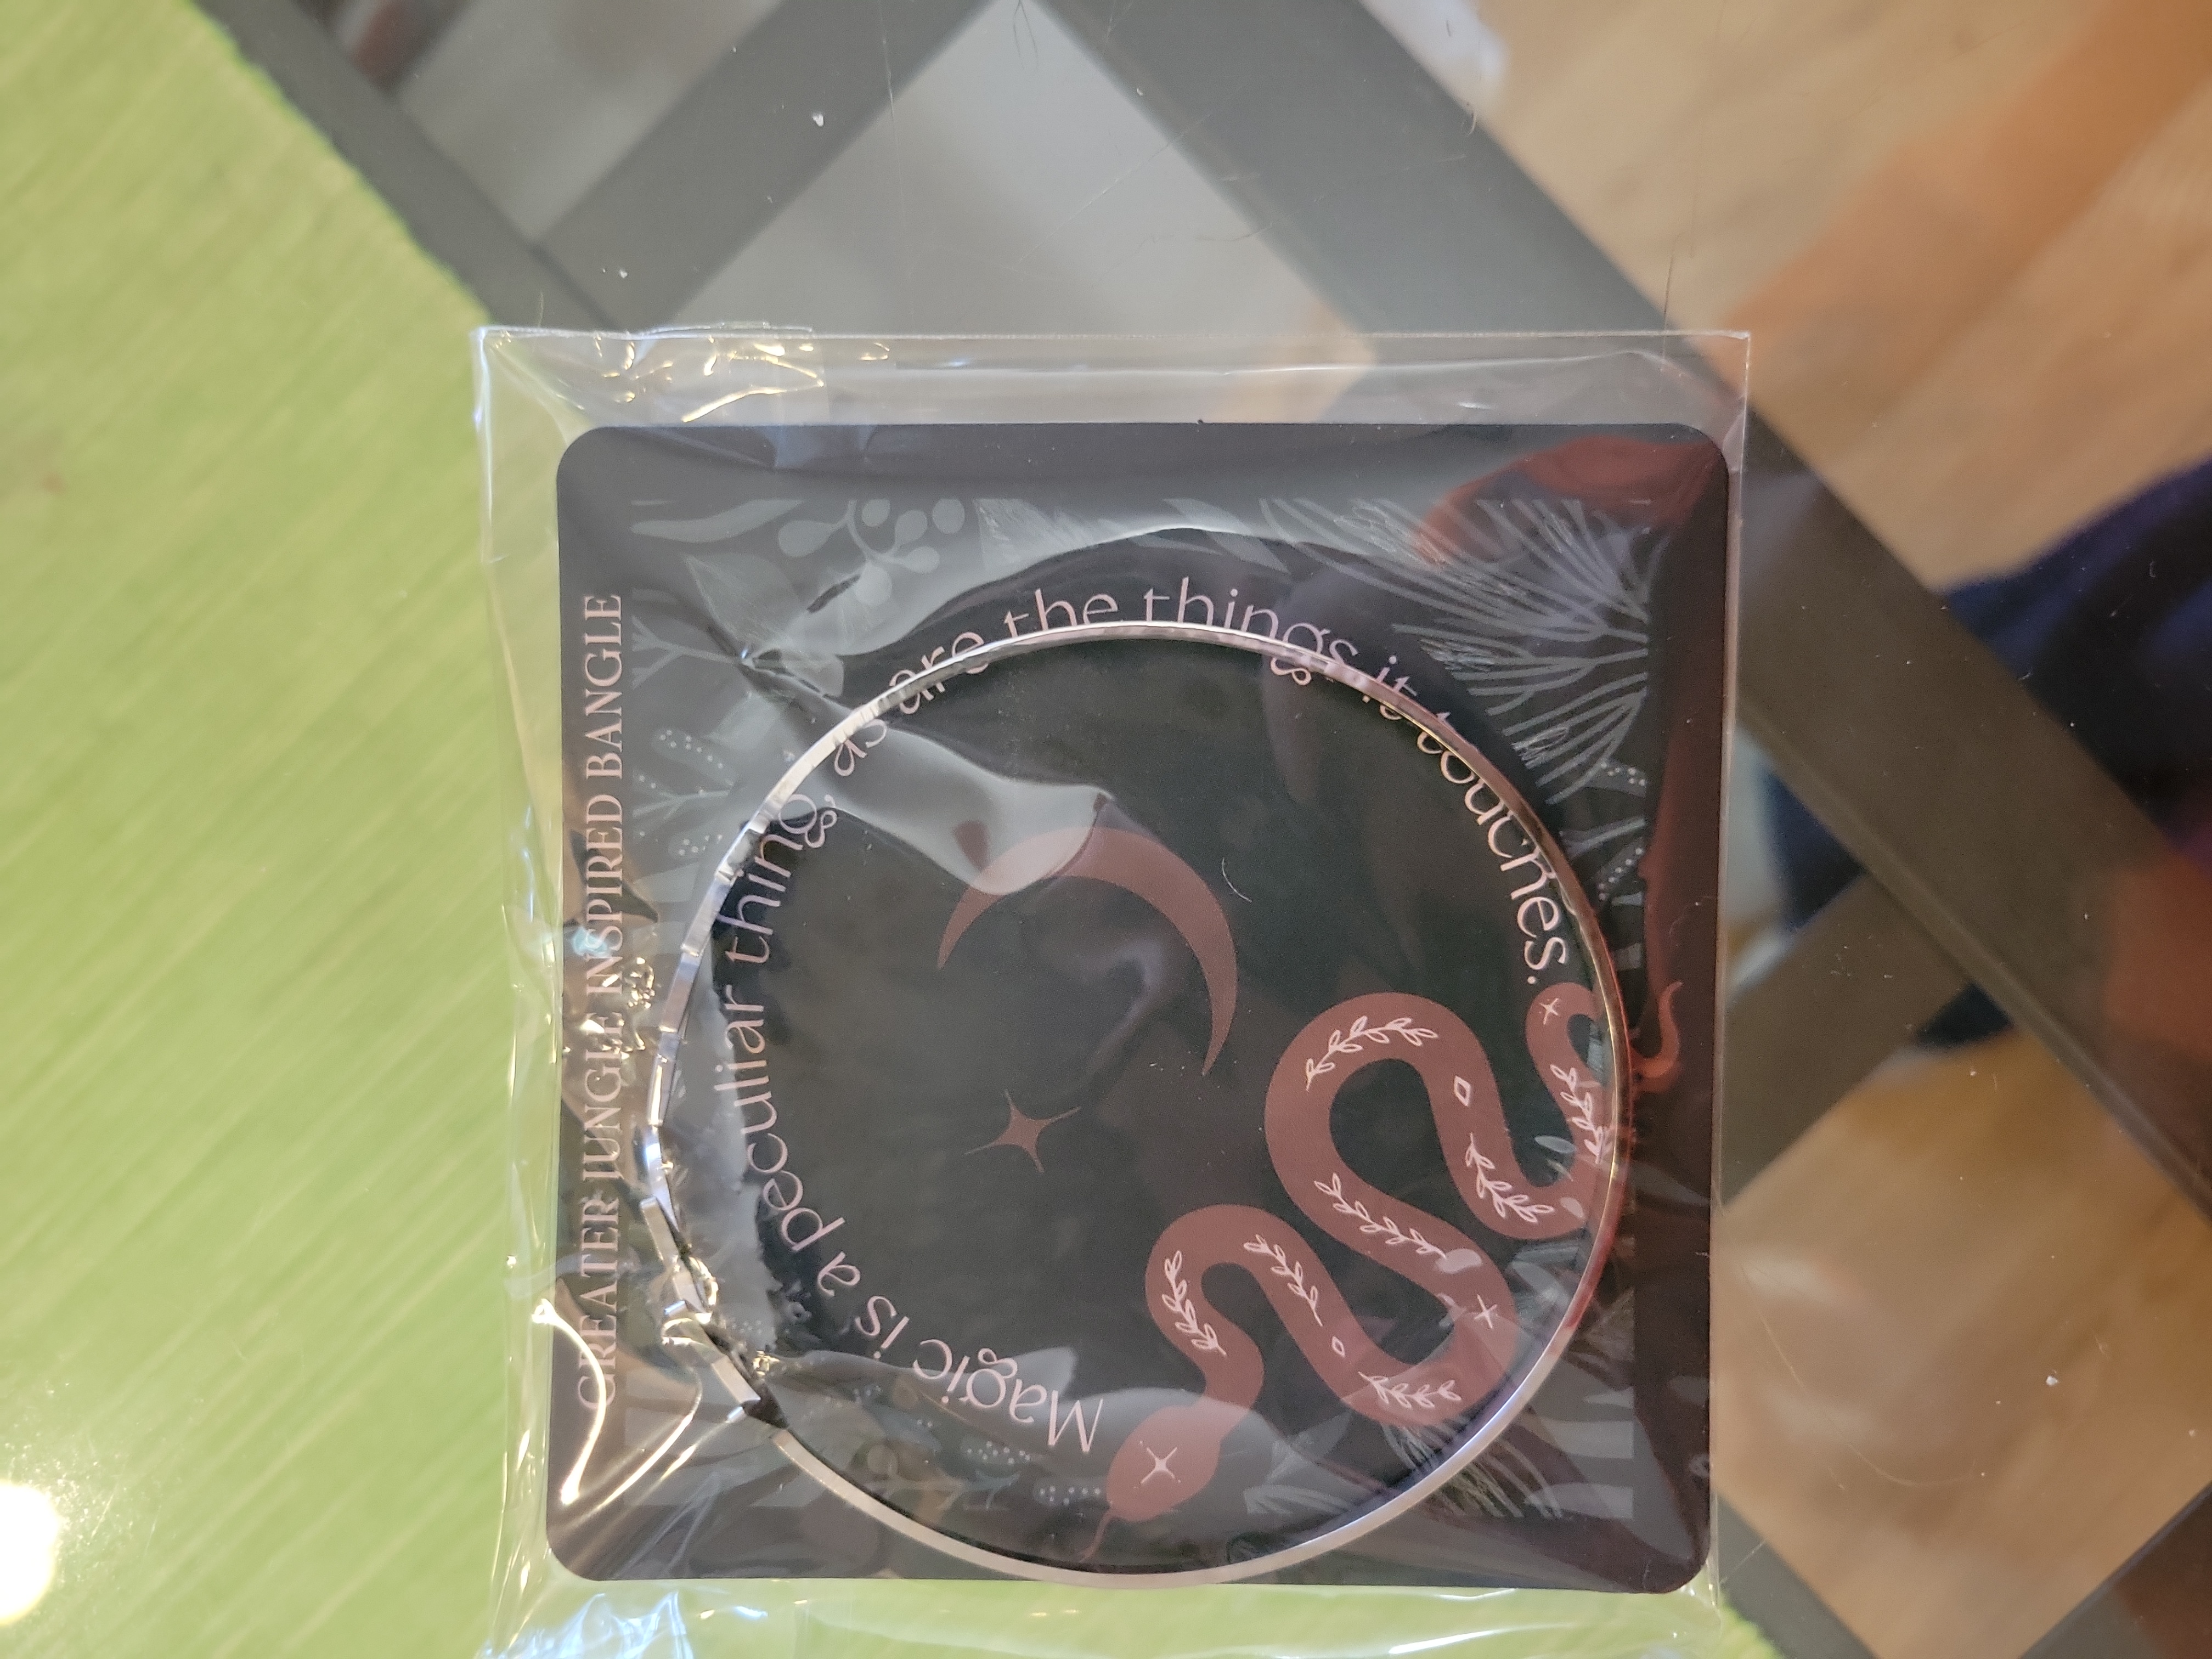 GREATER JUNGLE INSPIRED BANGLE
Magic is a peculiar thing, as are the things it touches.